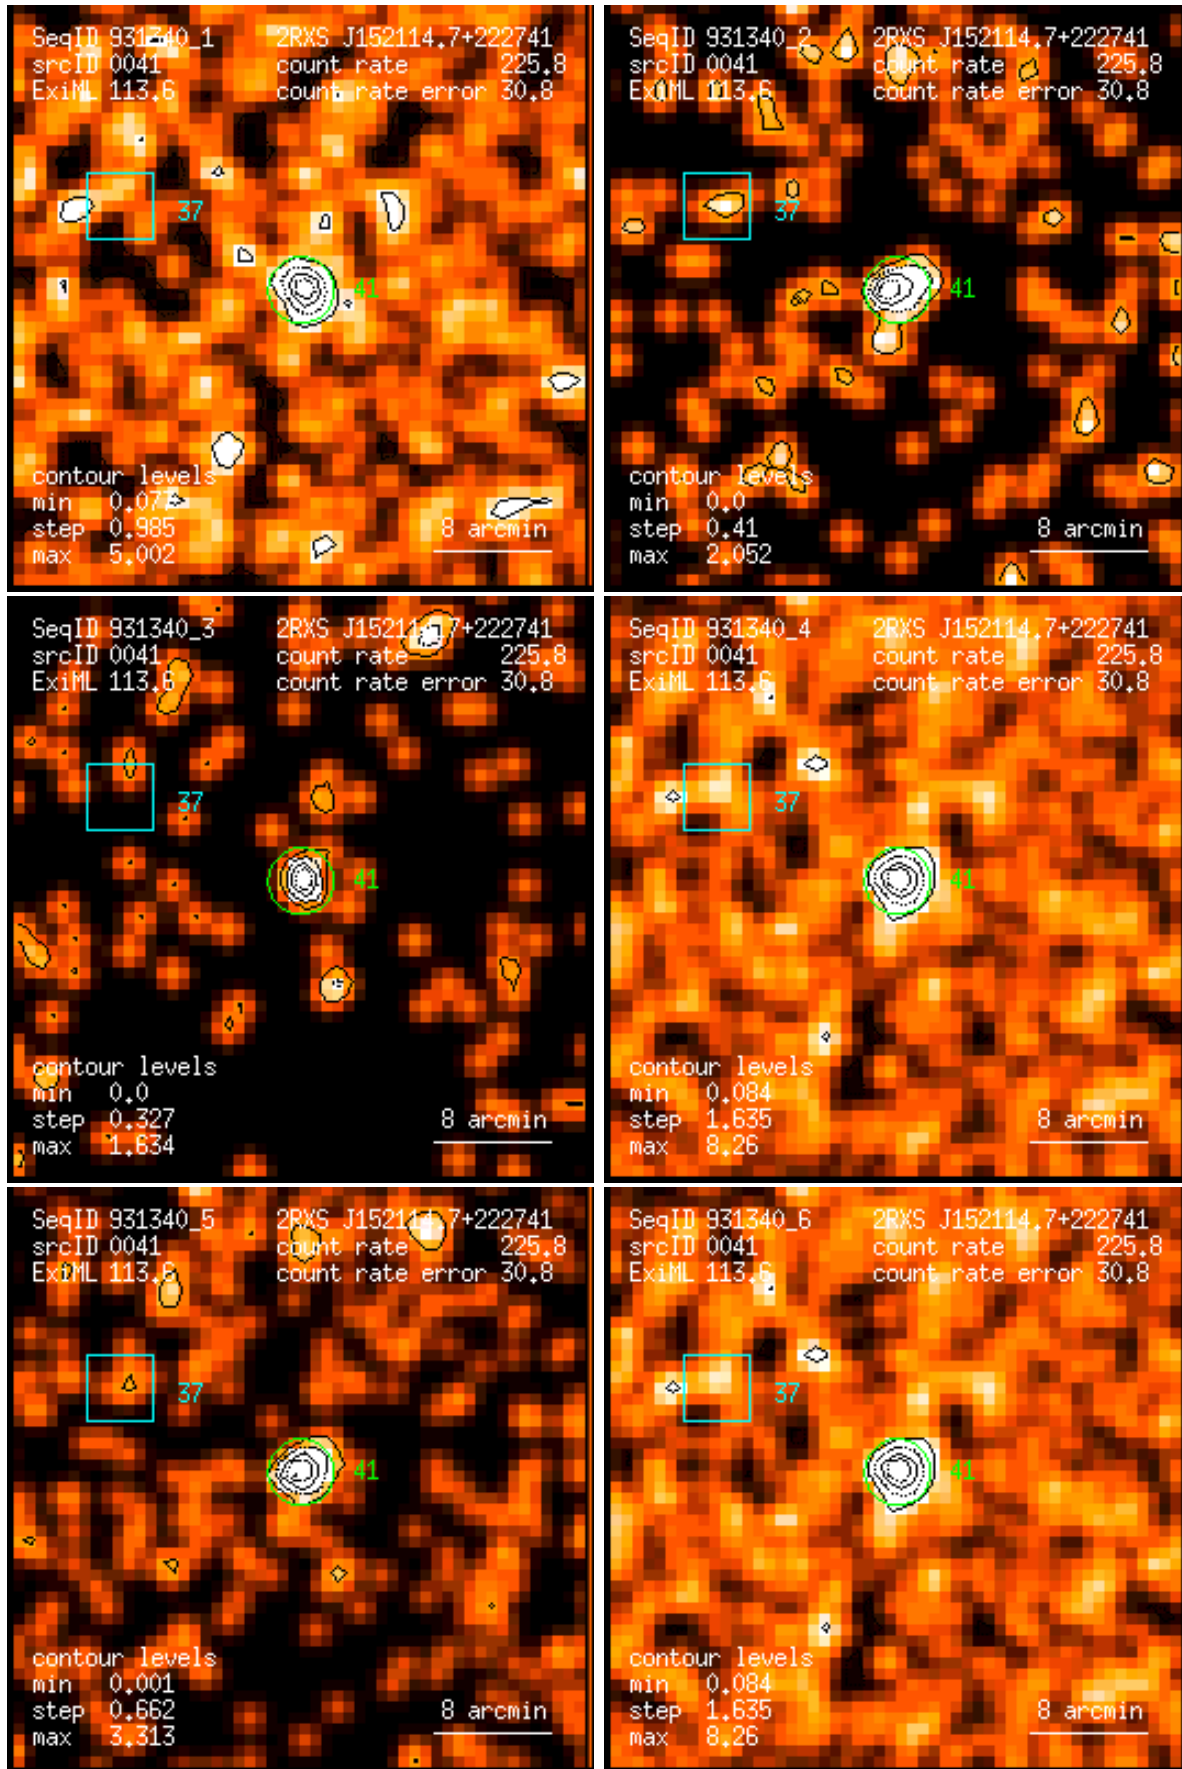 SeqID 931340_1 2RXS J152114.7+222741
srcID 0041 count rate 225.8
ExiML 113.6 count rate error 30.8
37
41
contour levels
min 0.077
step 0.985 8 arcmin
max 5.002
SeqID 931340_2 2RXS J152114.7+222741
srcID 0041 count rate 225.8
ExiML 113.6 count rate error 30.8
37
41
contour levels
min 0.0
step 0.41 8 arcmin
max 2.052
SeqID 931340_3 2RXS J152114.7+222741
srcID 0041 count rate 225.8
ExiML 113.6 count rate error 30.8
37
41
contour levels
min 0.0
step 0.327 8 arcmin
max 1.634
SeqID 931340_4 2RXS J152114.7+222741
srcID 0041 count rate 225.8
ExiML 113.6 count rate error 30.8
37
41
contour levels
min 0.084
step 1.635 8 arcmin
max 8.26
SeqID 931340_5 2RXS J152114.7+222741
srcID 0041 count rate 225.8
ExiML 113.6 count rate error 30.8
37
41
contour levels
min 0.001
step 0.662 8 arcmin
max 3.313
SeqID 931340_6 2RXS J152114.7+222741
srcID 0041 count rate 225.8
ExiML 113.6 count rate error 30.8
37
41
contour levels
min 0.084
step 1.635 8 arcmin
max 8.26